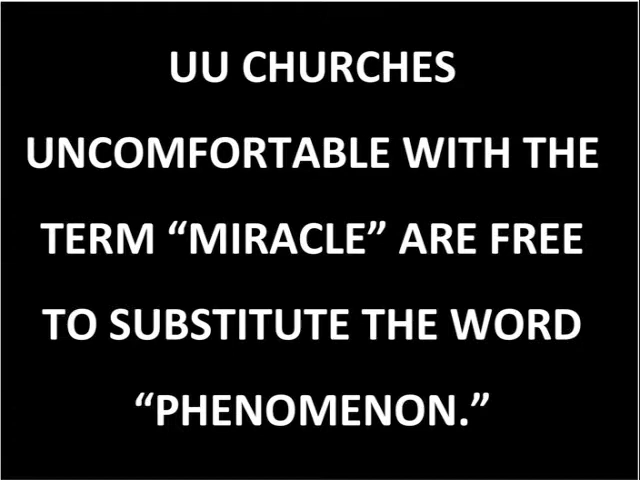 UU CHURCHES
UNCOMFORTABLE WITH THE
TERM “MIRACLE” ARE FREE
TO SUBSTITUTE THE WORD
“PHENOMENON.”